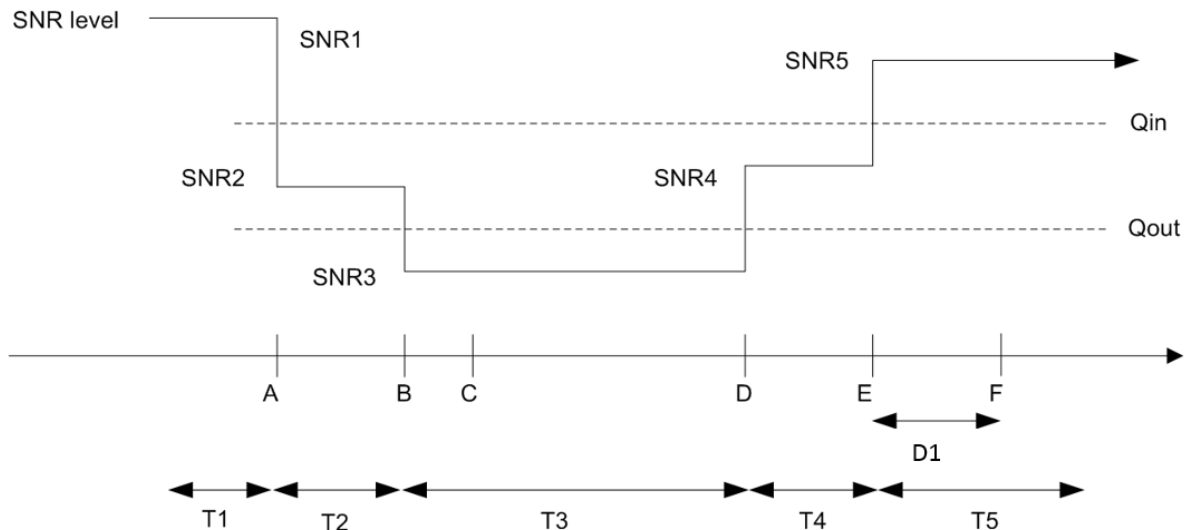 SNR level
SNR1
SNR5
Qin
SNR2
SNR4
Qout
SNR3
A
B
C
D
E
F
D1
T1
T2
T3
T4
T5